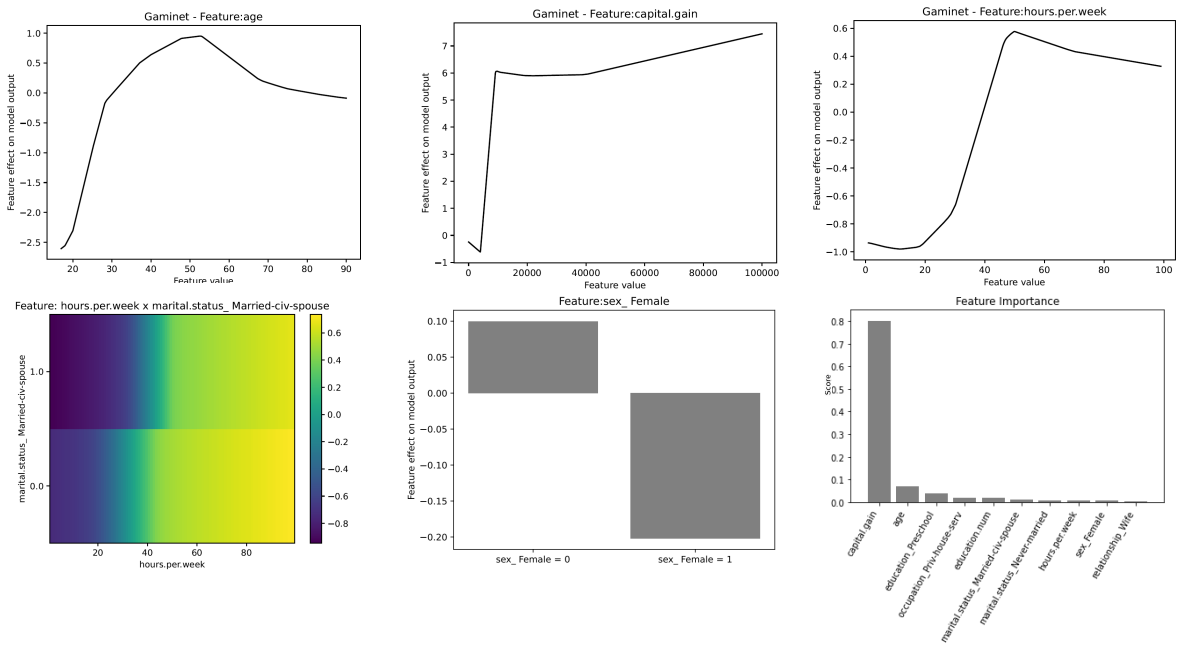 Gaminet - Feature:age
Feature effect on model output
1.0
0.5
0.0
−0.5
−1.0
−1.5
−2.0
−2.5
20 30 40 50 60 70 80 90
Feature value
Gaminet - Feature:capital.gain
Feature effect on model output
7
6
5
4
3
2
1
0
−1
0 20000 40000 60000 80000 100000
Feature value
Gaminet - Feature:hours.per.week
Feature effect on model output
0.6
0.4
0.2
0.0
−0.2
−0.4
−0.6
−0.8
−1.0
0 20 40 60 80 100
Feature value
Feature: hours.per.week x marital.status_ Married-civ-spouse
marital.status_ Married-civ-spouse
1.0
0.0
20 40 60 80
hours.per.week
0.6
0.4
0.2
0.0
−0.2
−0.4
−0.6
−0.8
Feature:sex_ Female
Feature effect on model output
0.10
0.05
0.00
−0.05
−0.10
−0.15
−0.20
sex_ Female = 0 sex_ Female = 1
Feature Importance
Score
0.8
0.7
0.6
0.5
0.4
0.3
0.2
0.1
0.0
capital.gain
age
education_Preschool
occupation_Priv-house-serv
education.num
marital.status_Married-civ-spouse
marital.status_Never-married
hours.per.week
sex_Female
relationship_Wife